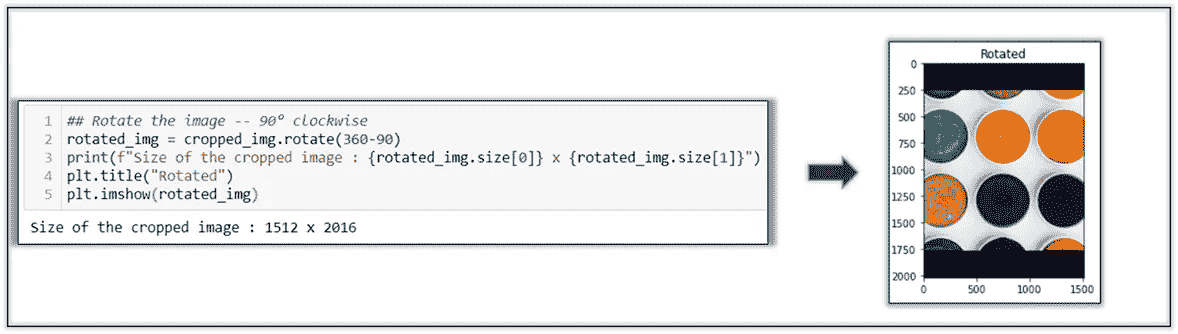 1 ## Rotate the image -- 90° clockwise
2 rotated_img = cropped_img.rotate(360-90)
3 print(f"Size of the cropped image : {rotated_img.size[0]} x {rotated_img.size[1]}")
4 plt.title("Rotated")
5 plt.imshow(rotated_img)
Size of the cropped image : 1512 x 2016
Rotated
0
250
500
750
1000
1250
1500
1750
2000
0 500 1000 1500